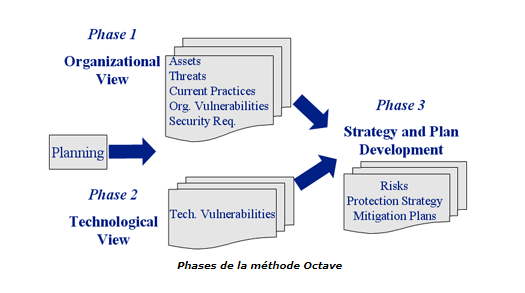 Phase 1
Organizational
View
Assets
Threats
Current Practices
Org. Vulnerabilities
Security Req.
Planning
Phase 2
Technological
View
Tech. Vulnerabilities
Phase 3
Strategy and Plan
Development
Risks
Protection Strategy
Mitigation Plans
Phases de la méthode Octave